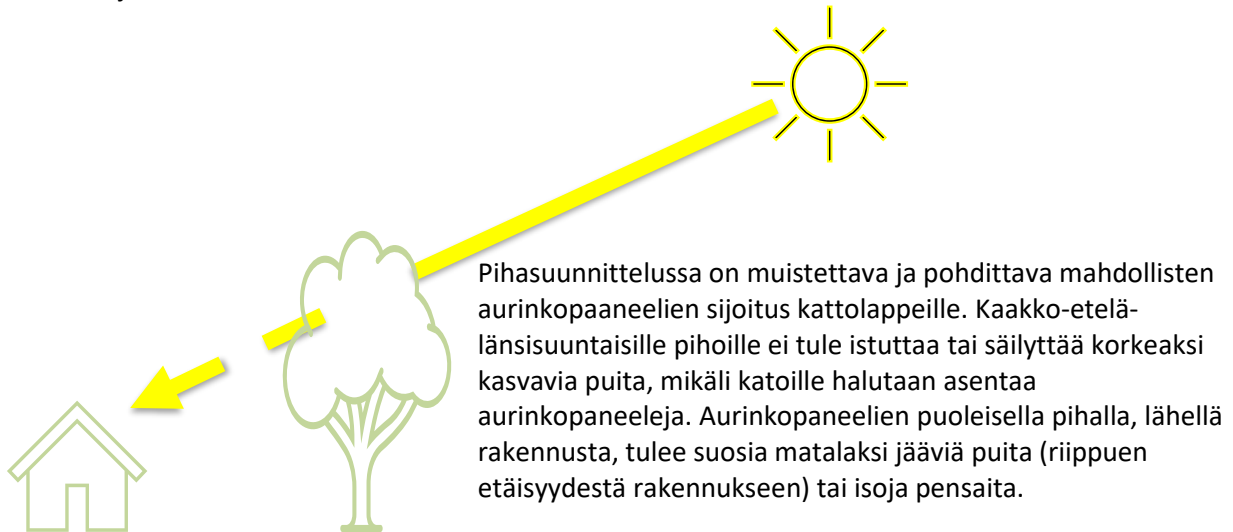 Pihasuunnittelussa on muistettava ja pohdittava mahdollisten
aurinkopaaneelien sijoitus kattolappeille. Kaakko-etelä-
länsisuuntaisille pihoille ei tule istuttaa tai säilyttää korkeaksi
kasvavia puita, mikäli katoille halutaan asentaa
aurinkopaneeleja. Aurinkopaneelien puoleisella pihalla, lähellä
rakennusta, tulee suosia matalaksi jääviä puita (riippuen
etäisyydestä rakennukseen) tai isoja pensaita.